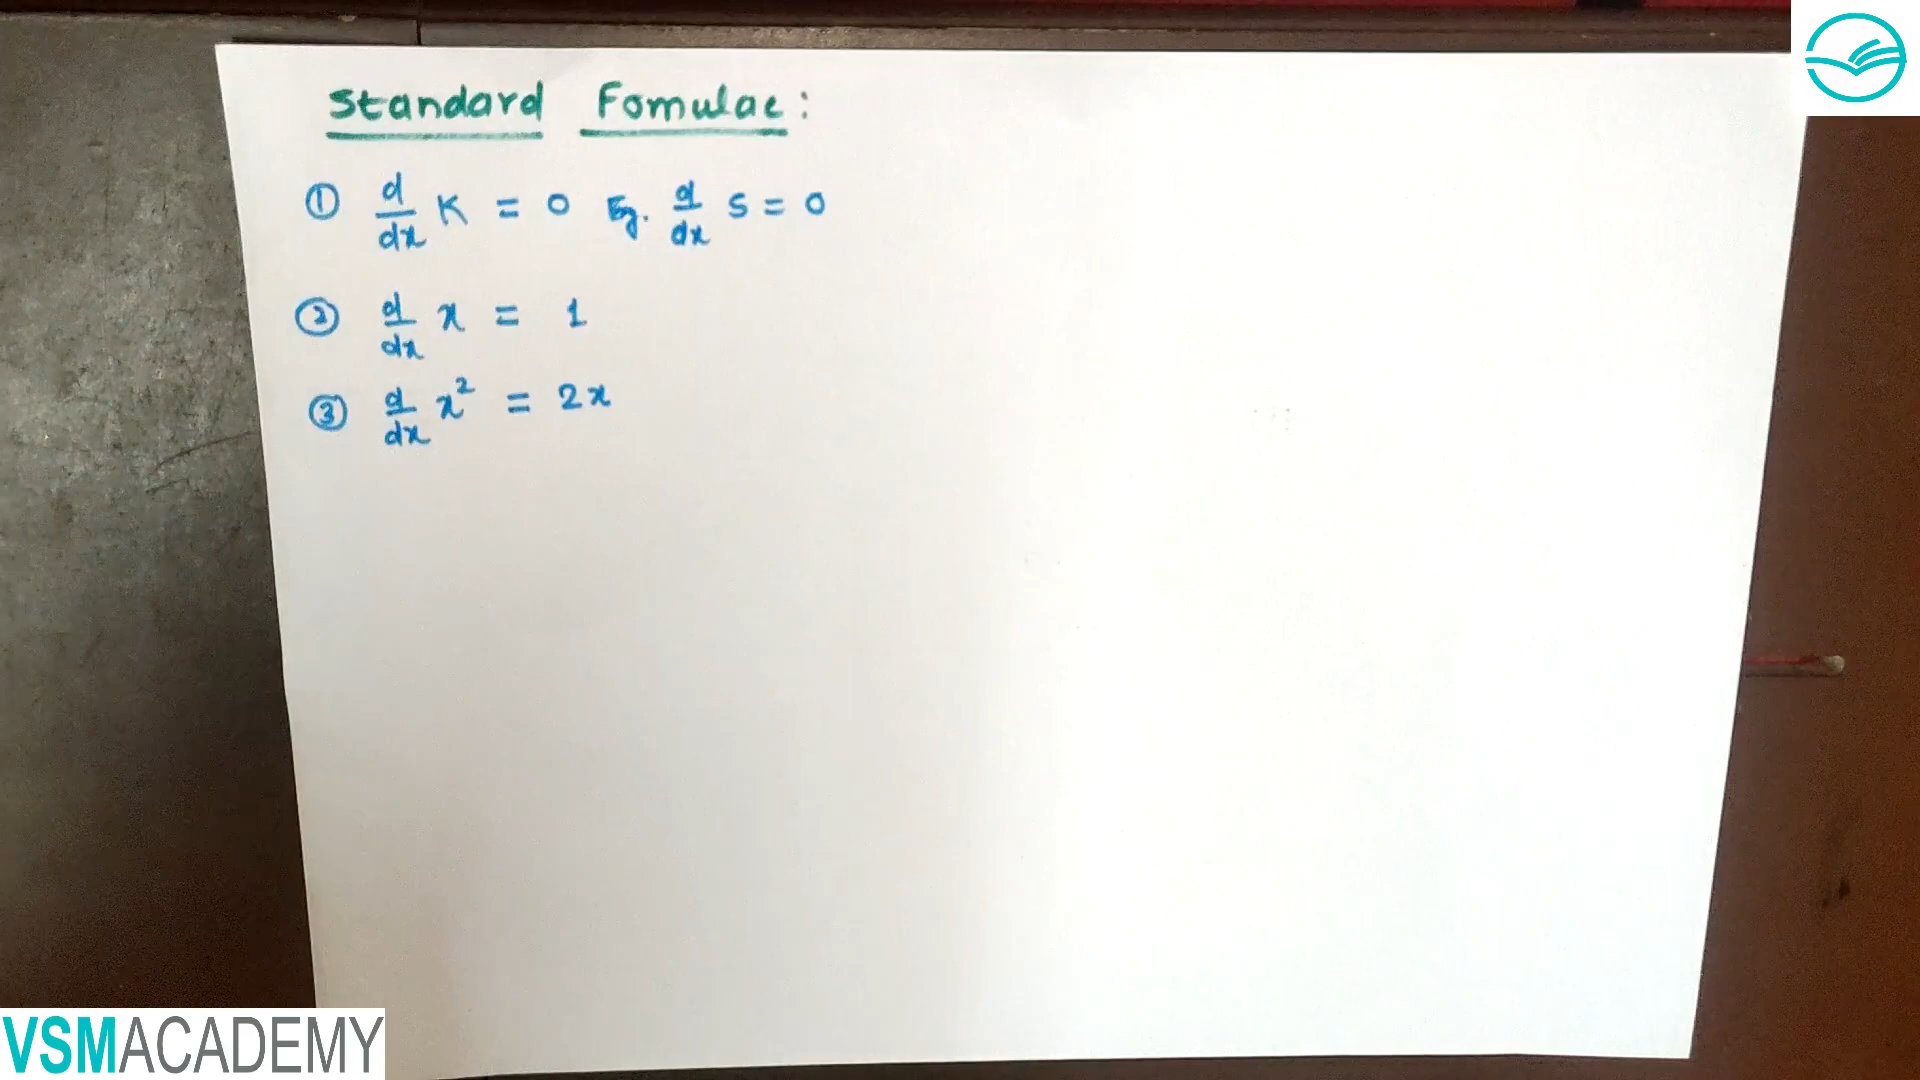 Standard Fomulae :
① d/dx K = 0 Eg. d/dx 5 = 0
② d/dx x = 1
③ d/dx x² = 2x
VSMACADEMY